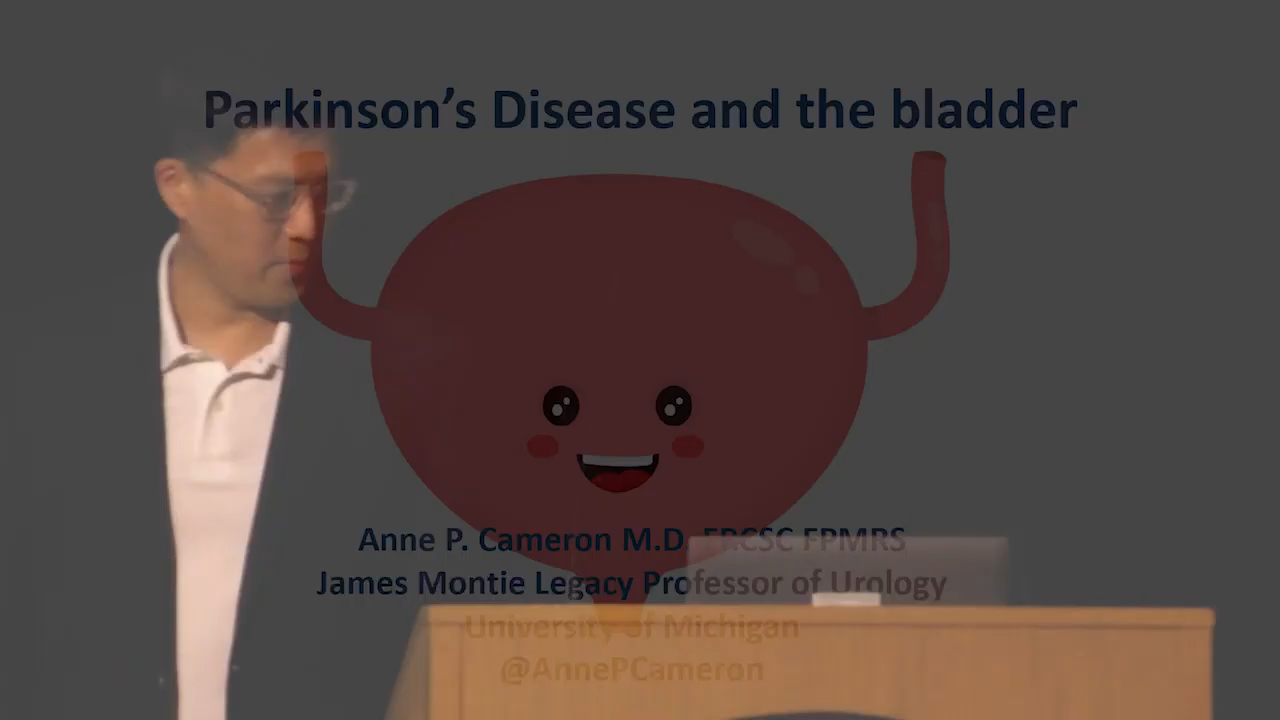 Parkinson's Disease and the bladder
Anne P. Cameron M.D. FRCSC FPMRS
James Montie Legacy Professor of Urology
University of Michigan
@AnnePCameron